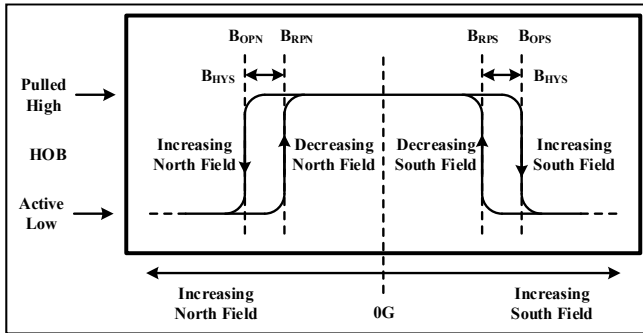 BOPN BRPN BRPS BOPS
BHYS BHYS
Pulled
High
Increasing
North Field
Decreasing
North Field
Decreasing
South Field
Increasing
South Field
HOB
Active
Low
Increasing
North Field
0G
Increasing
South Field